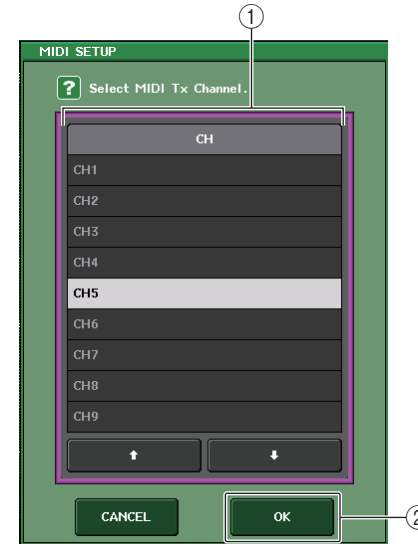 ①
MIDI SETUP
? Select MIDI Tx Channel.
CH
CH1
CH2
CH3
CH4
CH5
CH6
CH7
CH8
CH9
CANCEL OK ②